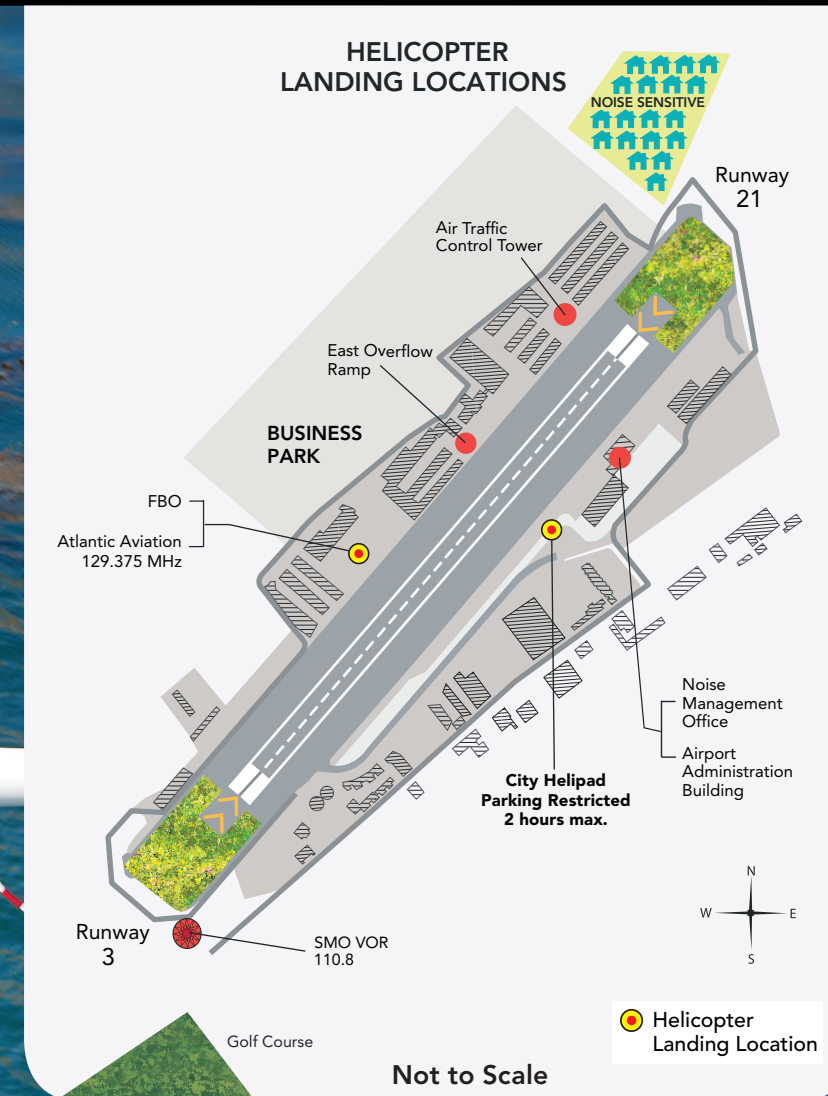 HELICOPTER
LANDING LOCATIONS
NOISE SENSITIVE
Runway
21
Air Traffic
Control Tower
East Overflow
Ramp
BUSINESS
PARK
FBO
Atlantic Aviation
129.375 MHz
Noise
Management
Office
Airport
Administration
Building
City Helipad
Parking Restricted
2 hours max.
N
W
E
S
Runway
3
SMO VOR
110.8
Golf Course
Helicopter
Landing Location
Not to Scale